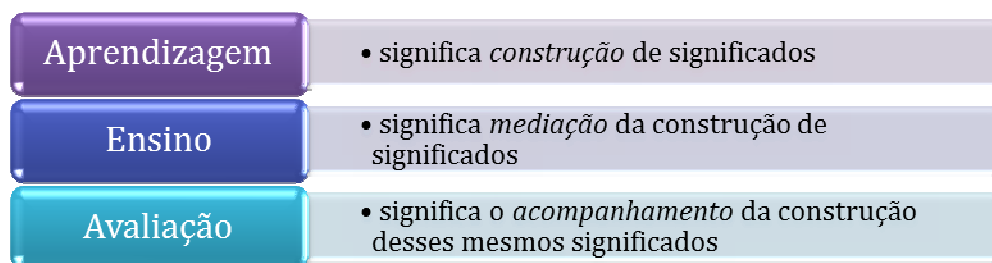 Aprendizagem
• significa construção de significados
Ensino
• significa mediação da construção de
significados
Avaliação
• significa o acompanhamento da construção
desses mesmos significados